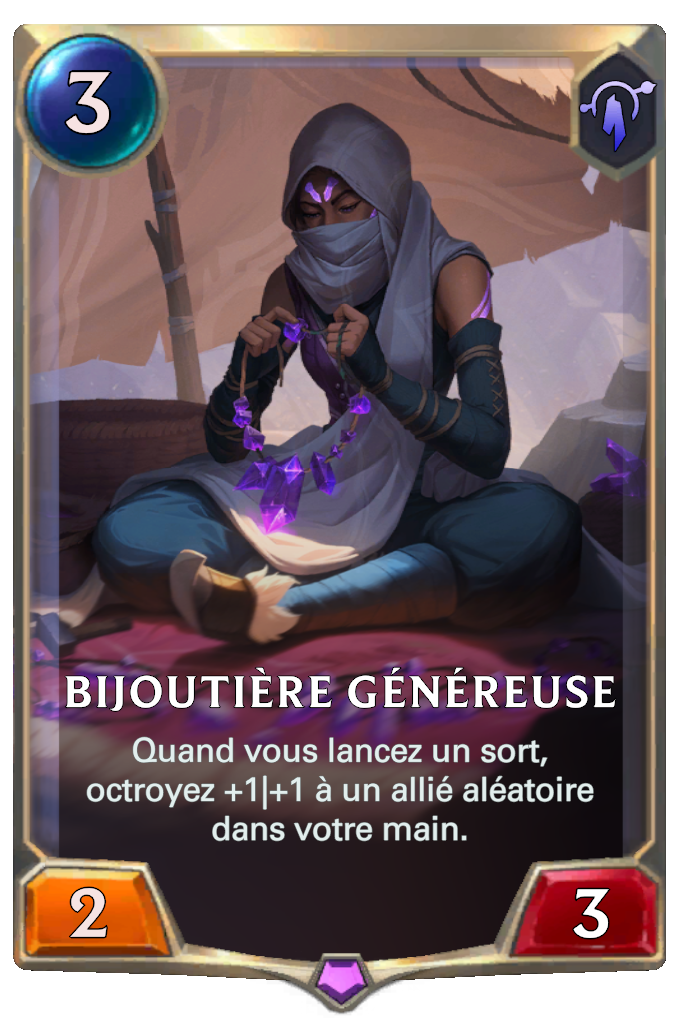 3
BIJOUTIÈRE GÉNÉREUSE
Quand vous lancez un sort,
octroyez +1|+1 à un allié aléatoire
dans votre main.
2
3